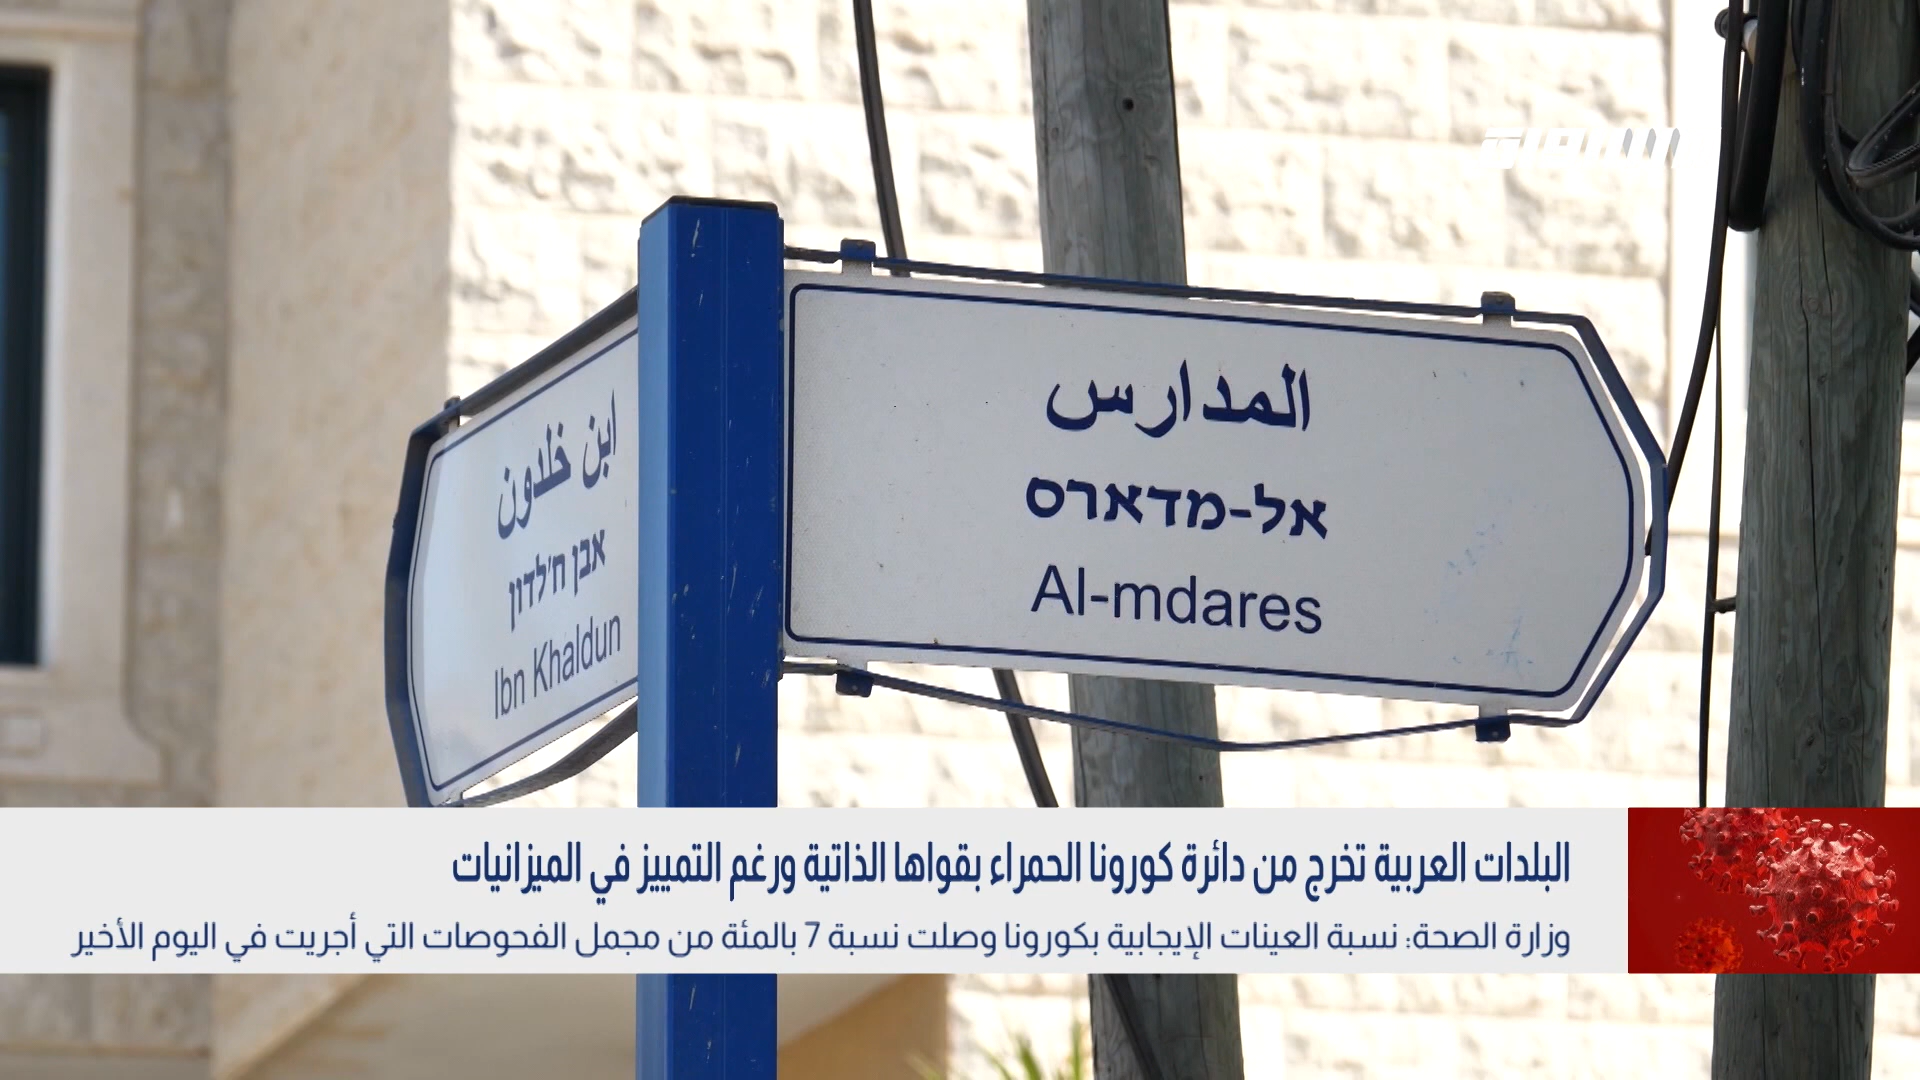 المدارس
אל-מדארס
Al-mdares
ابن خلدون
אבן ח'לדון
Ibn Khaldun
البلدات العربية تخرج من دائرة كورونا الحمراء بقواها الذاتية ورغم التمييز في الميزانيات
وزارة الصحة: نسبة العينات الإيجابية بكورونا وصلت نسبة 7 بالمئة من مجمل الفحوصات التي أجريت في اليوم الأخير